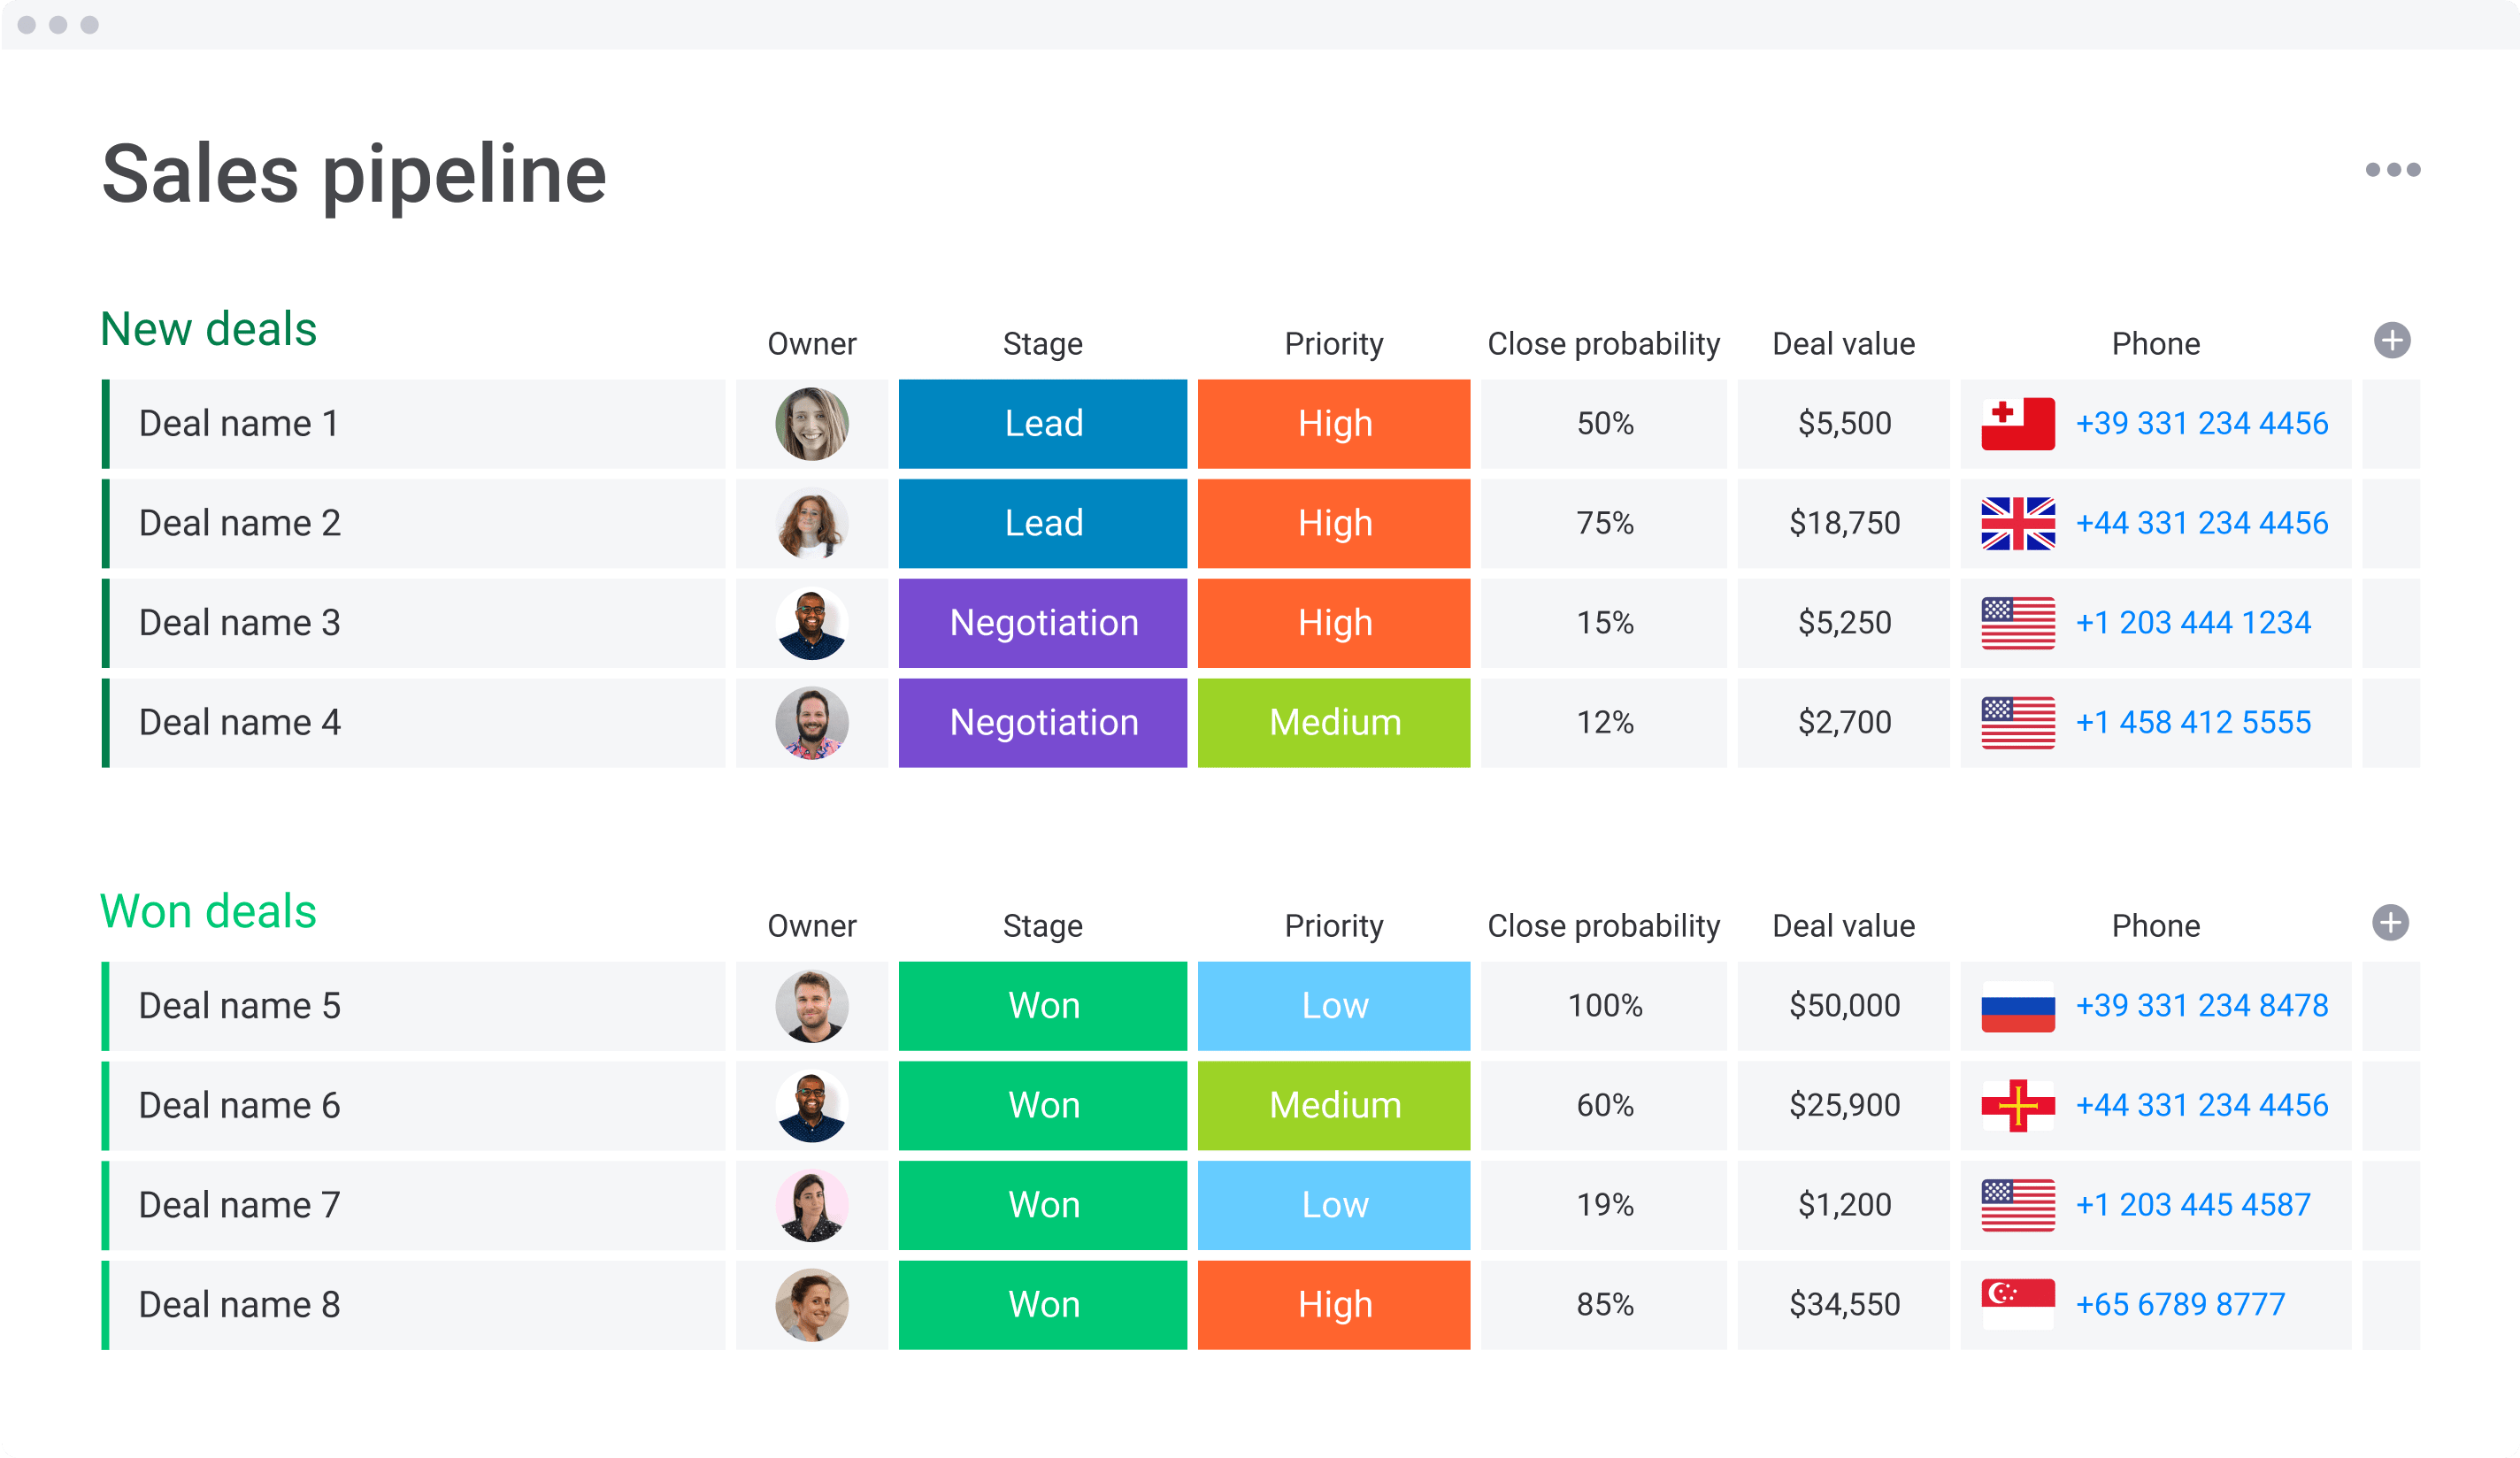 Sales pipeline
New deals Owner Stage Priority Close probability Deal value Phone
Deal name 1 Lead High 50% $5,500 +39 331 234 4456
Deal name 2 Lead High 75% $18,750 +44 331 234 4456
Deal name 3 Negotiation High 15% $5,250 +1 203 444 1234
Deal name 4 Negotiation Medium 12% $2,700 +1 458 412 5555
Won deals Owner Stage Priority Close probability Deal value Phone
Deal name 5 Won Low 100% $50,000 +39 331 234 8478
Deal name 6 Won Medium 60% $25,900 +44 331 234 4456
Deal name 7 Won Low 19% $1,200 +1 203 445 4587
Deal name 8 Won High 85% $34,550 +65 6789 8777